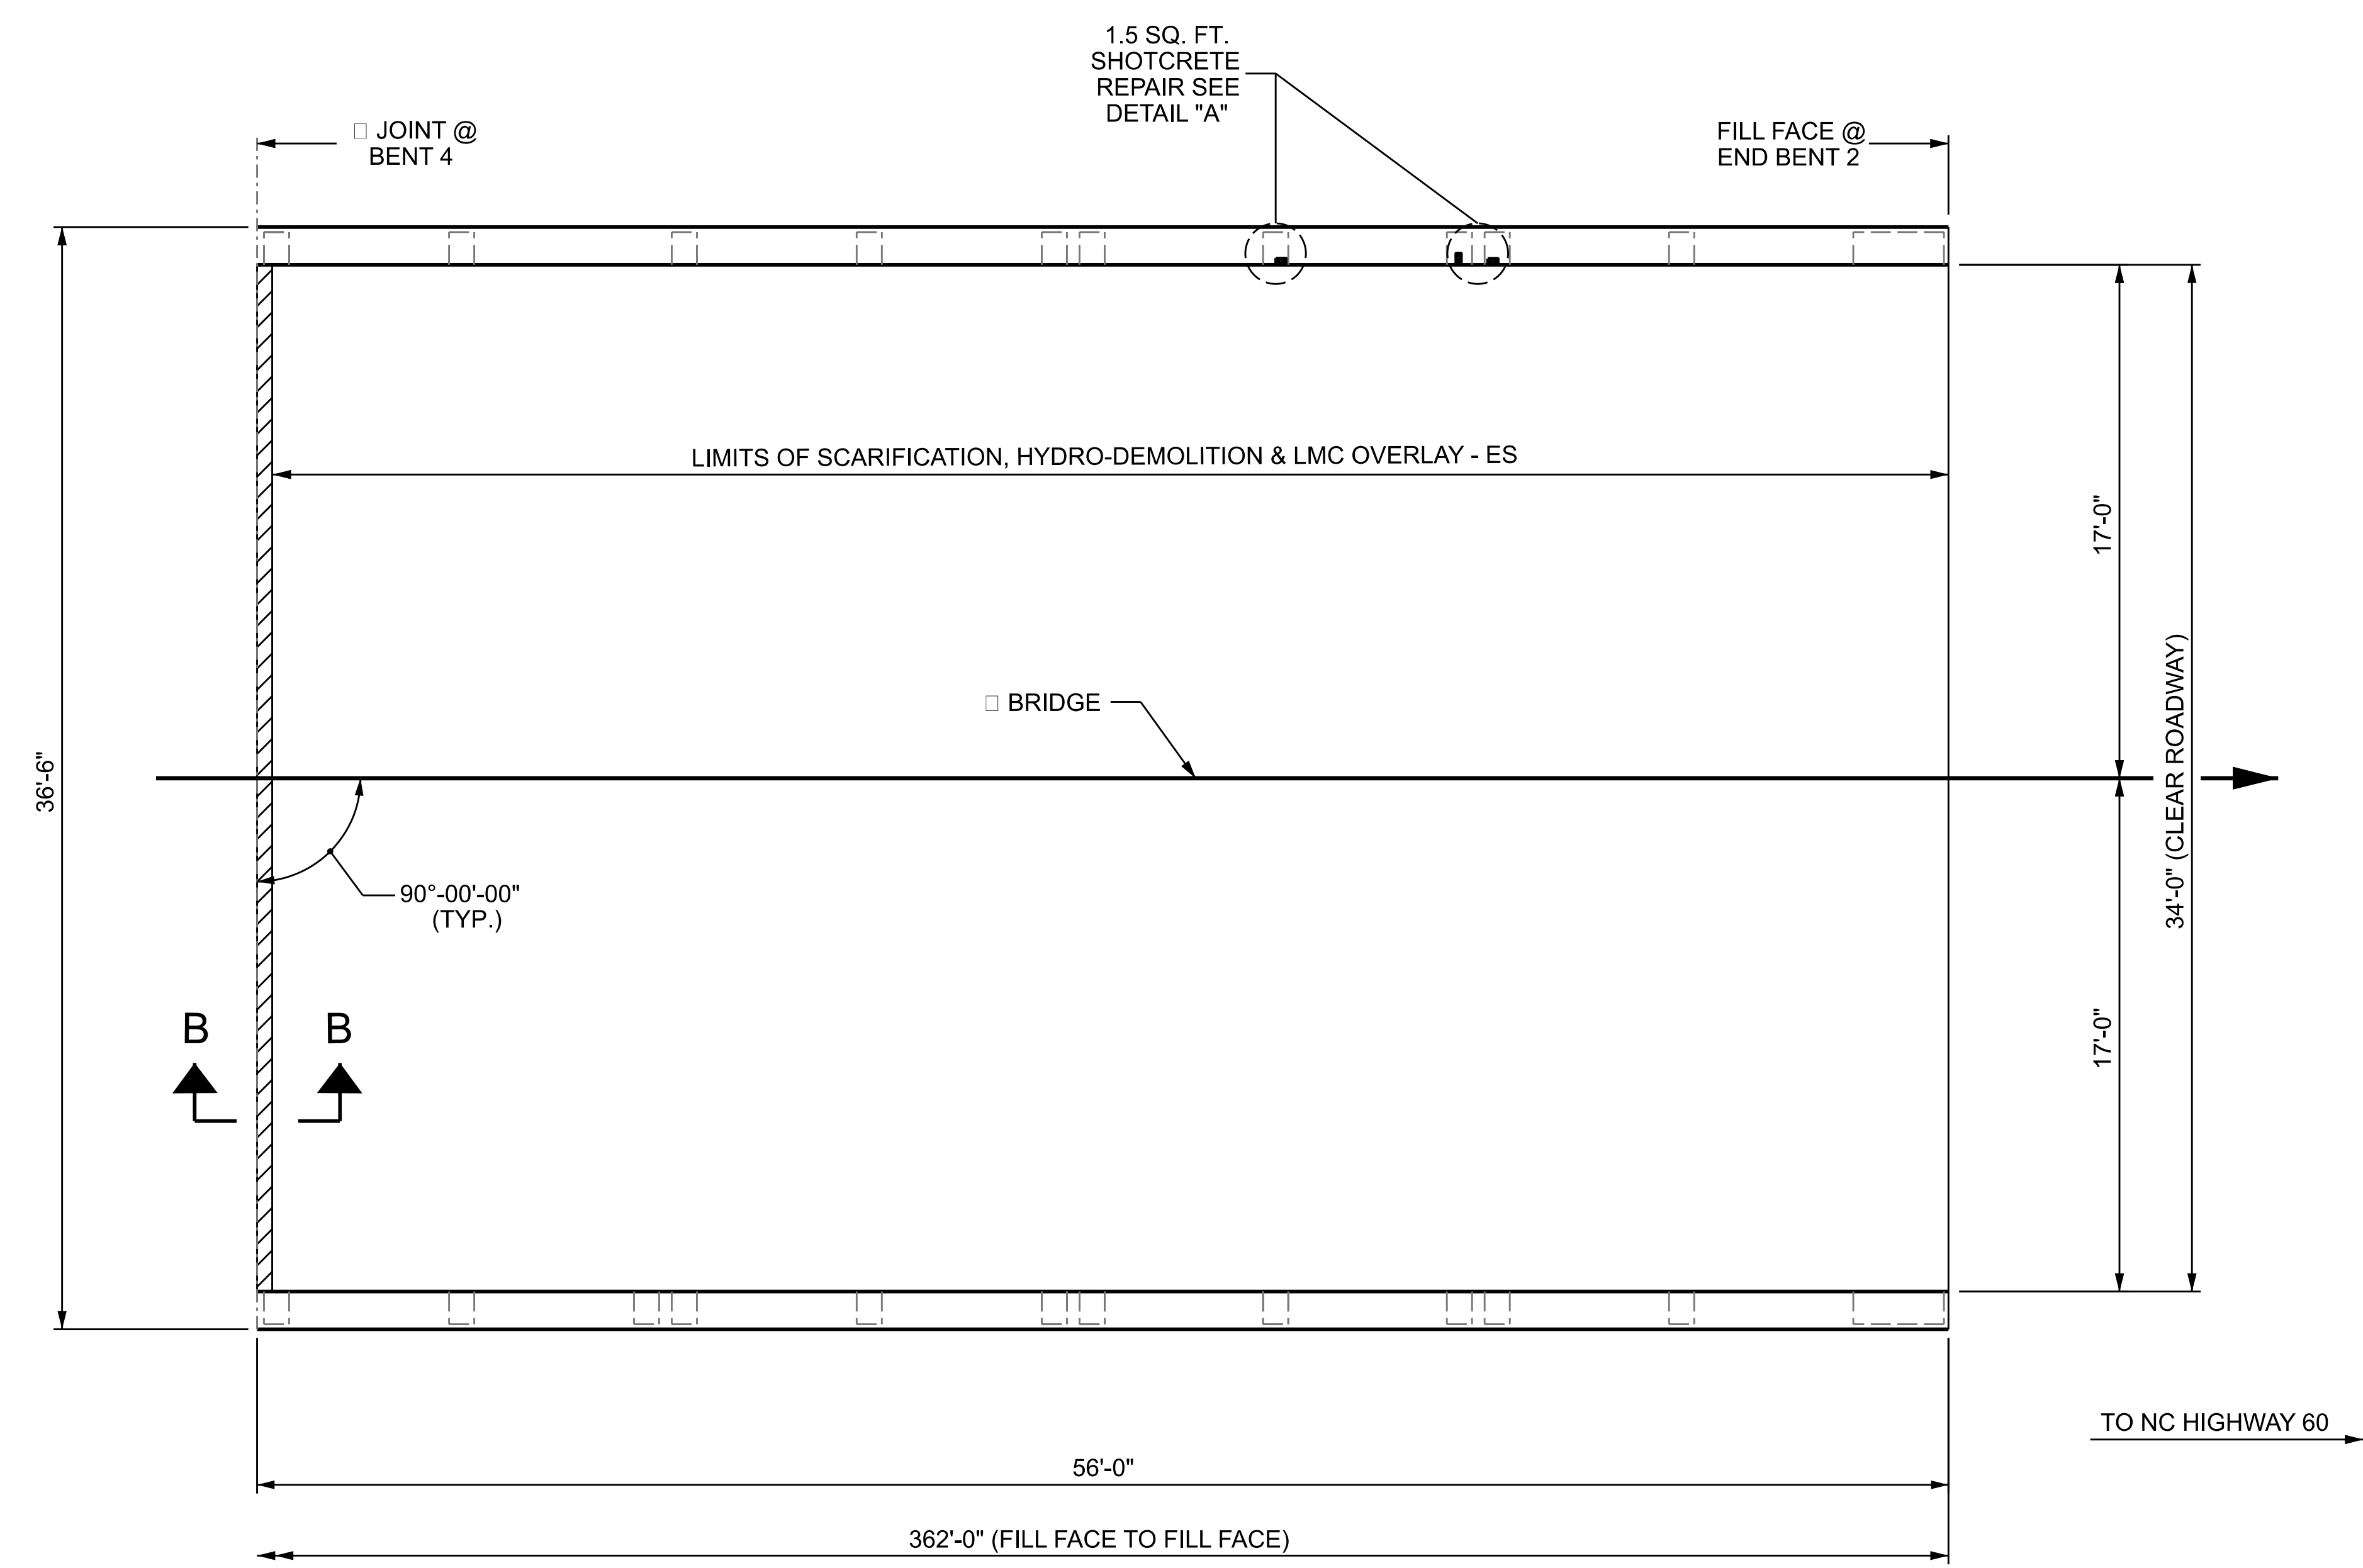 1.5 SQ. FT.
SHOTCRETE
REPAIR SEE
DETAIL "A"
JOINT @
BENT 4
FILL FACE @
END BENT 2
LIMITS OF SCARIFICATION, HYDRO-DEMOLITION & LMC OVERLAY - ES
17'-0"
34'-0" (CLEAR ROADWAY)
BRIDGE
36'-6"
90°-00'-00"
(TYP.)
B B
17'-0"
TO NC HIGHWAY 60
56'-0"
362'-0" (FILL FACE TO FILL FACE)